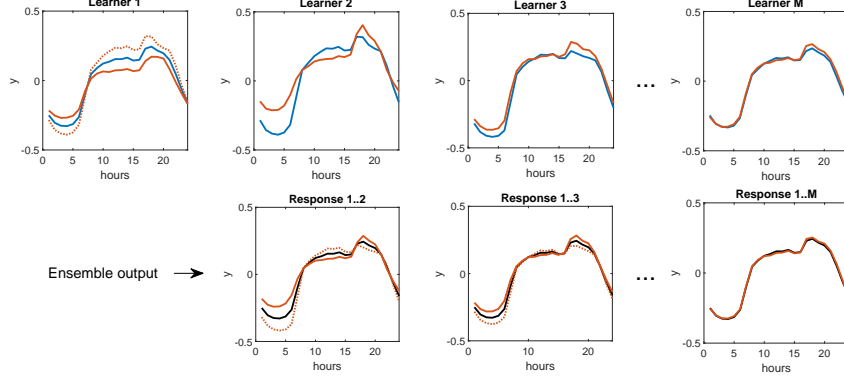 Learner 1
Learner 2
Learner 3
Learner M
0.5
0
-0.5
y
0 5 10 15 20
hours
0.5
0
-0.5
y
0 5 10 15 20
hours
0.5
0
-0.5
y
0 5 10 15 20
hours
...
0.5
0
-0.5
y
0 5 10 15 20
hours
Ensemble output
Response 1..2
0.5
0
-0.5
y
0 5 10 15 20
hours
Response 1..3
0.5
0
-0.5
y
0 5 10 15 20
hours
...
Response 1..M
0.5
0
-0.5
y
0 5 10 15 20
hours